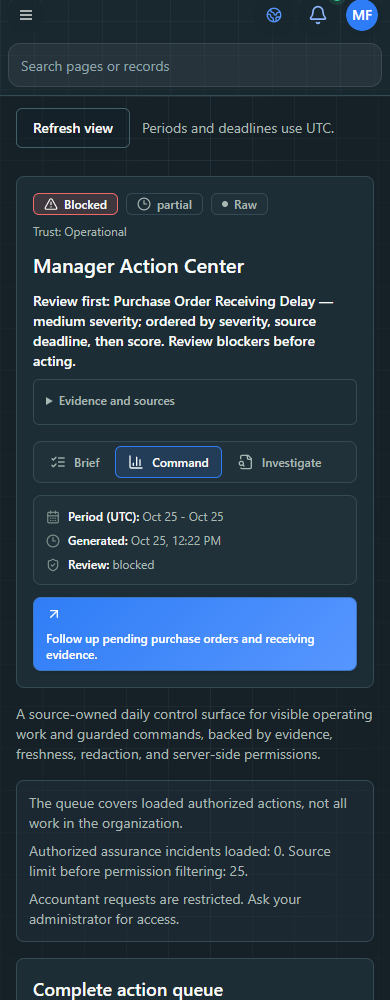 MF
Search pages or records
Refresh view
Periods and deadlines use UTC.
Blocked
partial
Raw
Trust: Operational
Manager Action Center
Review first: Purchase Order Receiving Delay —
medium severity; ordered by severity, source
deadline, then score. Review blockers before
acting.
Evidence and sources
Brief
Command
Investigate
Period (UTC): Oct 25 - Oct 25
Generated: Oct 25, 12:22 PM
Review: blocked
Follow up pending purchase orders and receiving
evidence.
A source-owned daily control surface for visible operating
work and guarded commands, backed by evidence,
freshness, redaction, and server-side permissions.
The queue covers loaded authorized actions, not all
work in the organization.
Authorized assurance incidents loaded: 0. Source
limit before permission filtering: 25.
Accountant requests are restricted. Ask your
administrator for access.
Complete action queue